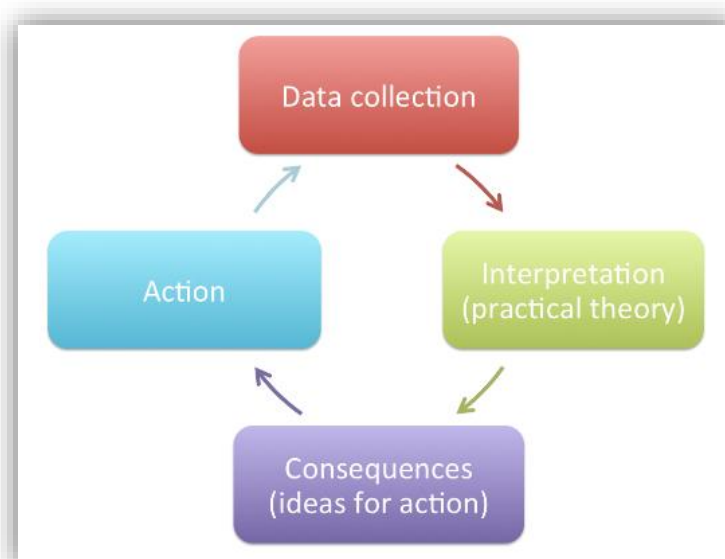 Data collection
Interpretation
(practical theory)
Consequences
(ideas for action)
Action